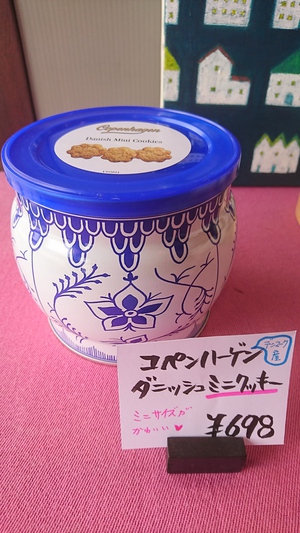 Copenhagen
Danish Mini Cookies
コペンハーゲン
デンマーク産
ダニッシュミニクッキー
ミニサイズが
かわいい♥
¥698